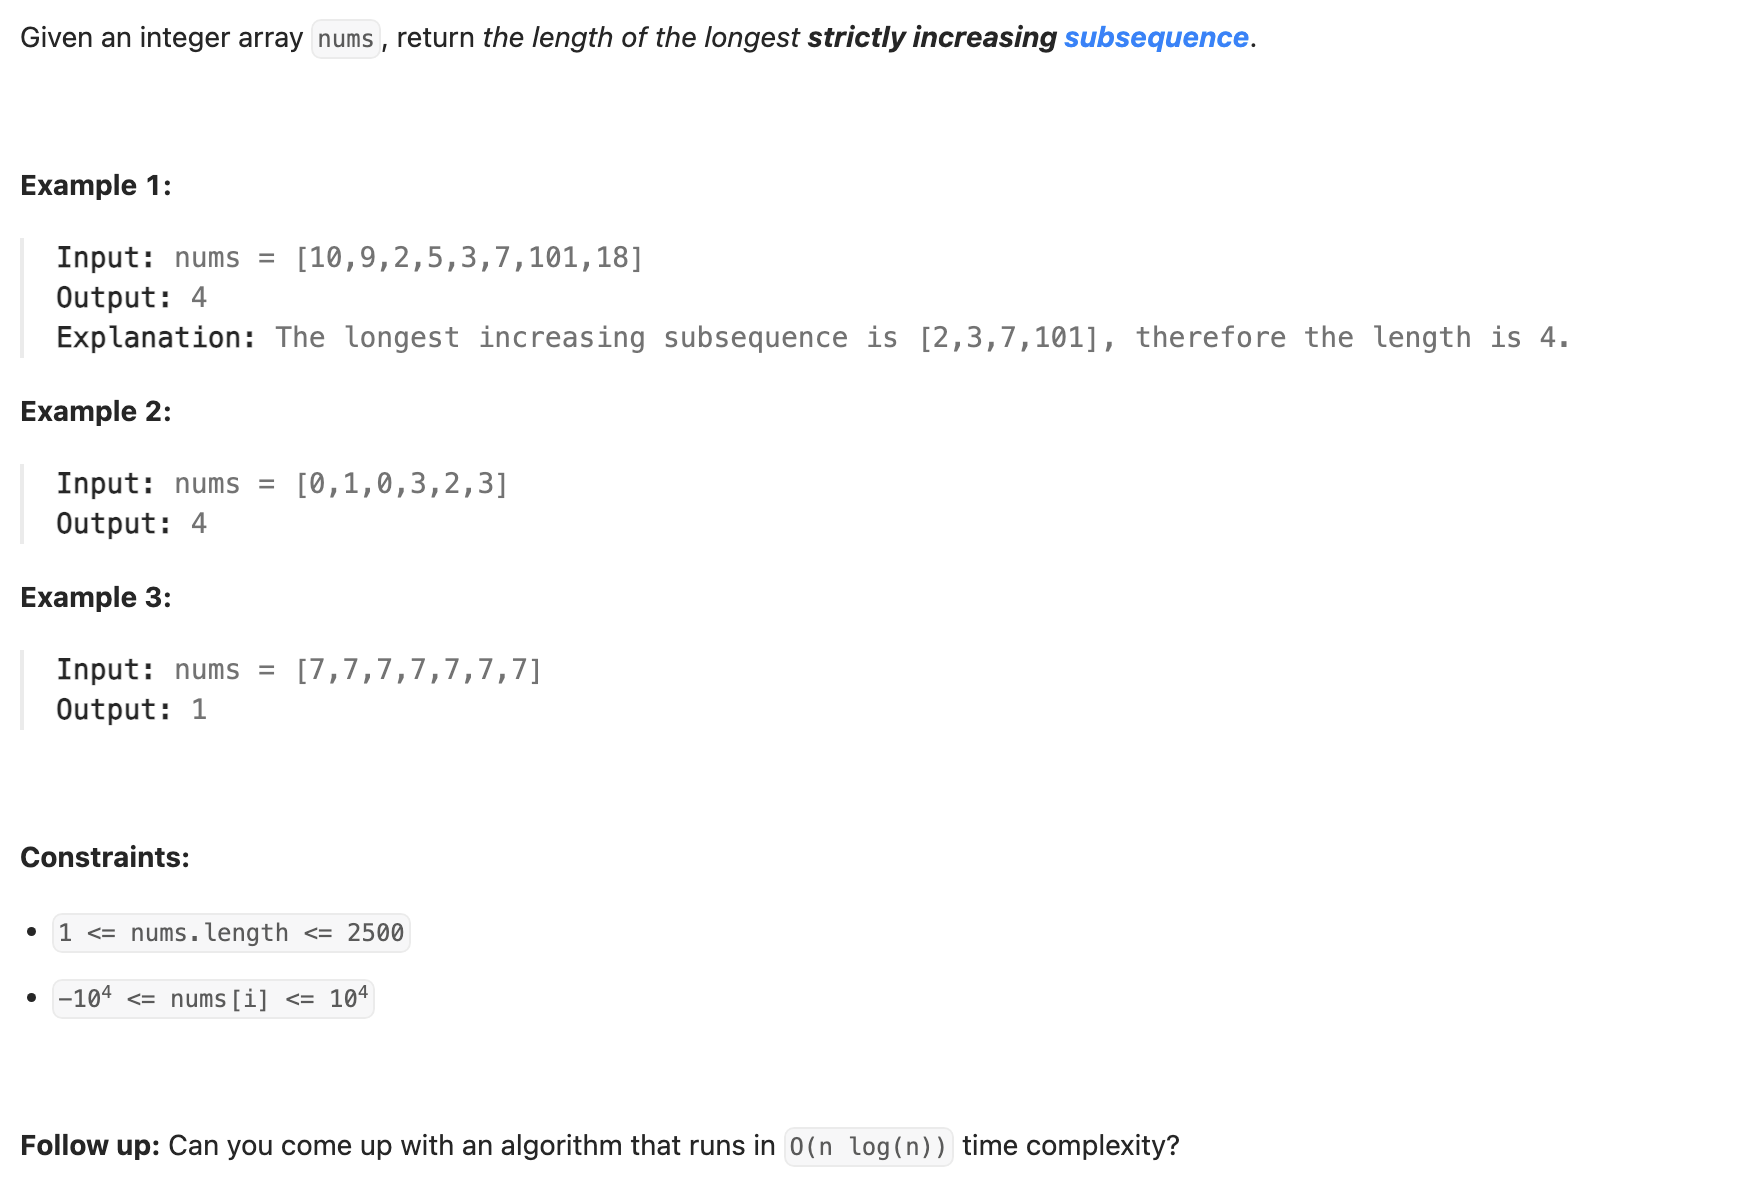 Given an integer array nums, return the length of the longest strictly increasing subsequence.
Example 1:
Input: nums = [10,9,2,5,3,7,101,18]
Output: 4
Explanation: The longest increasing subsequence is [2,3,7,101], therefore the length is 4.
Example 2:
Input: nums = [0,1,0,3,2,3]
Output: 4
Example 3:
Input: nums = [7,7,7,7,7,7,7]
Output: 1
Constraints:
• 1 <= nums.length <= 2500
• −10⁴ <= nums[i] <= 10⁴
Follow up: Can you come up with an algorithm that runs in O(n log(n)) time complexity?